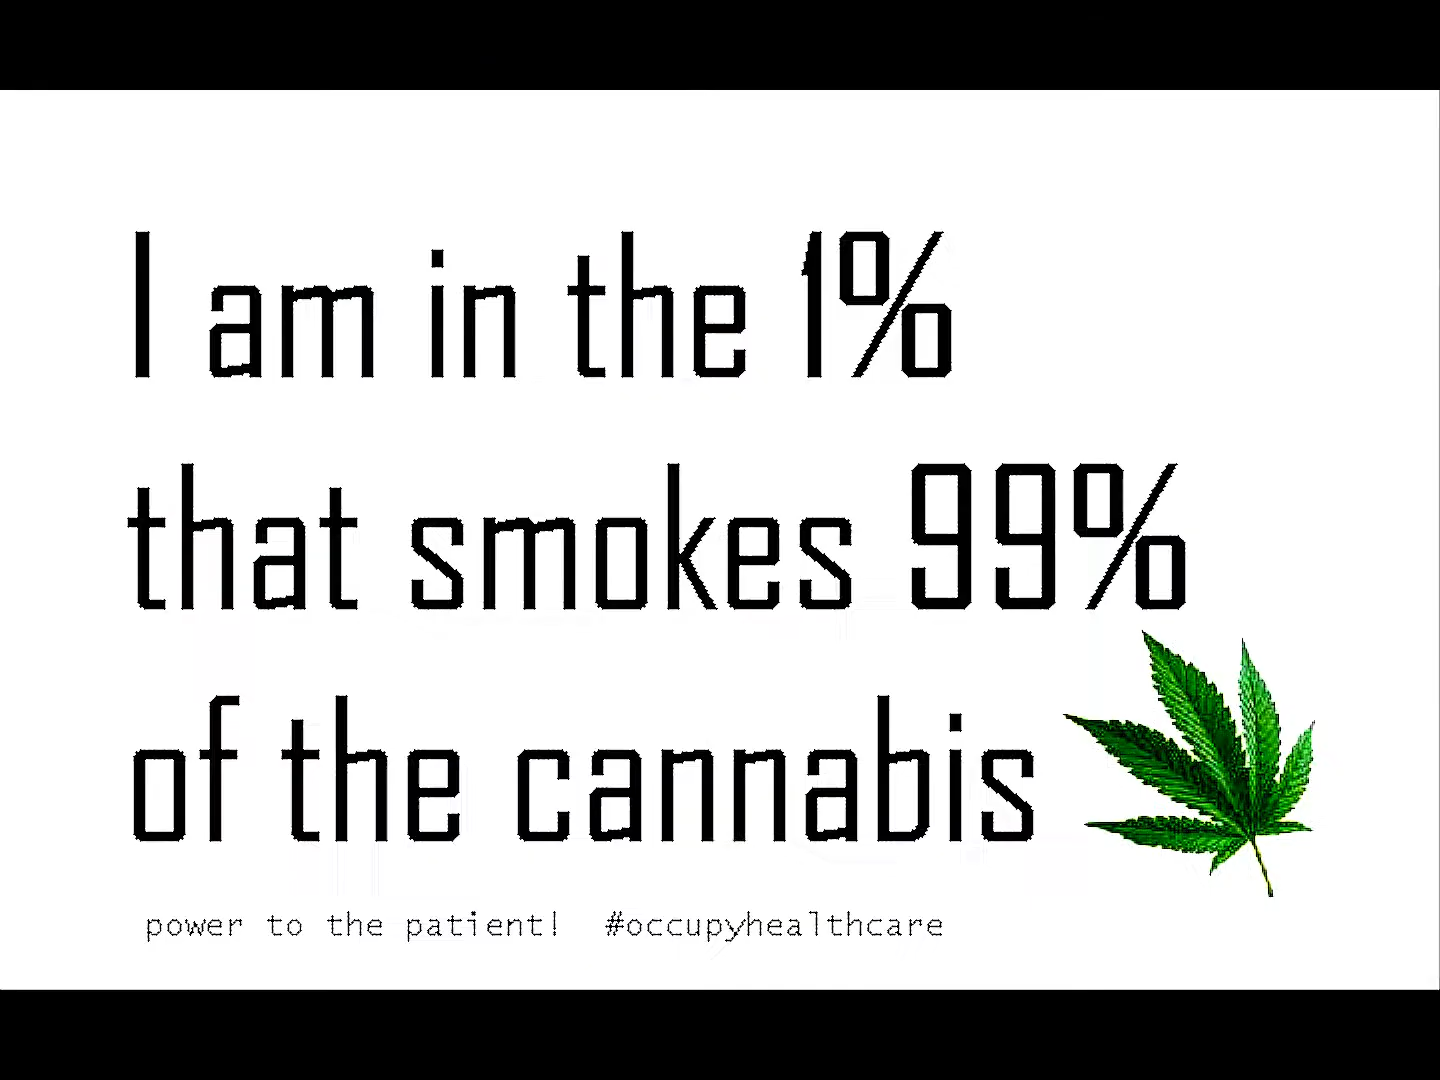 I am in the 1%
that smokes 99%
of the cannabis
power to the patient! #occupyhealthcare